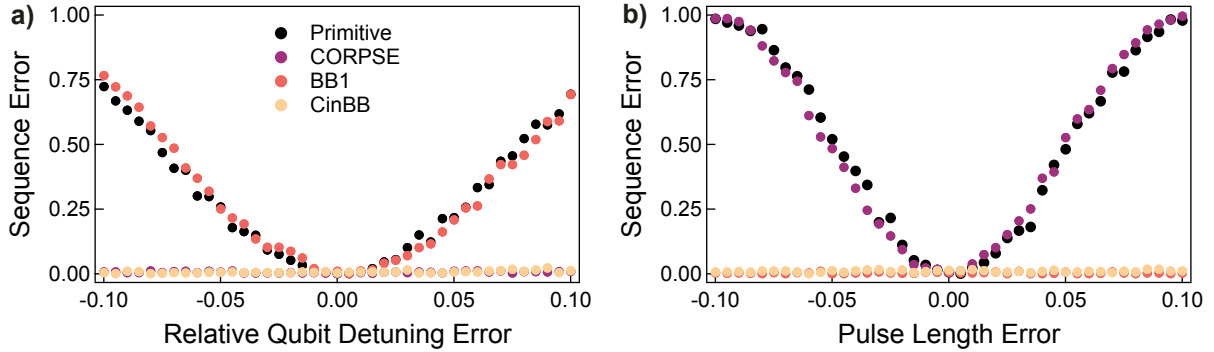 a)
Sequence Error
1.00
0.75
0.50
0.25
0.00
Primitive
CORPSE
BB1
CinBB
-0.10
-0.05
0.00
0.05
0.10
Relative Qubit Detuning Error
b)
Sequence Error
1.00
0.75
0.50
0.25
0.00
-0.10
-0.05
0.00
0.05
0.10
Pulse Length Error